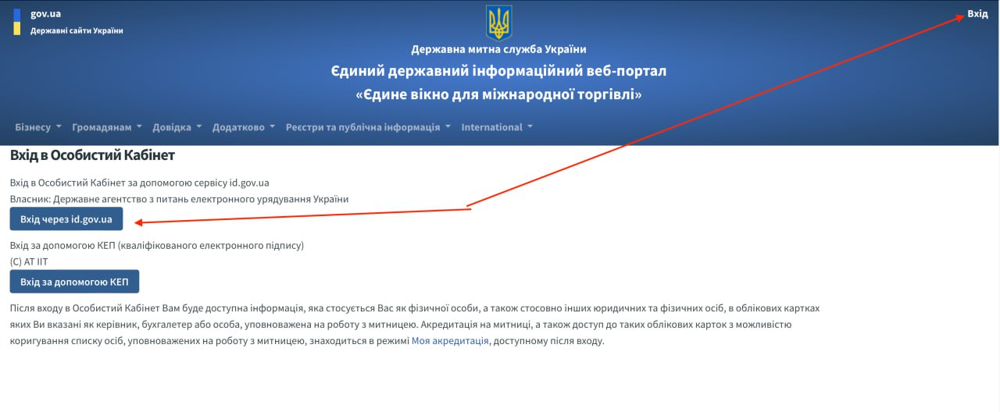 gov.ua
Державні сайти України
Вхід
Державна митна служба України
Єдиний державний інформаційний веб-портал
«Єдине вікно для міжнародної торгівлі»
Бізнесу Громадянам Довідка Додатково Реєстри та публічна інформація International
Вхід в Особистий Кабінет
Вхід в Особистий Кабінет за допомогою сервісу id.gov.ua
Власник: Державне агентство з питань електронного урядування України
Вхід через id.gov.ua
Вхід за допомогою КЕП (кваліфікованого електронного підпису)
(C) АТ ІІТ
Вхід за допомогою КЕП
Після входу в Особистий Кабінет Вам буде доступна інформація, яка стосується Вас як фізичної особи, а також стосовно інших юридичних та фізичних осіб, в облікових картках
яких Ви вказані як керівник, бухгалтер або особа, уповноважена на роботу з митницею. Акредитація на митниці, а також доступ до таких облікових карток з можливістю
коригування списку осіб, уповноважених на роботу з митницею, знаходиться в режимі Моя акредитація, доступному після входу.